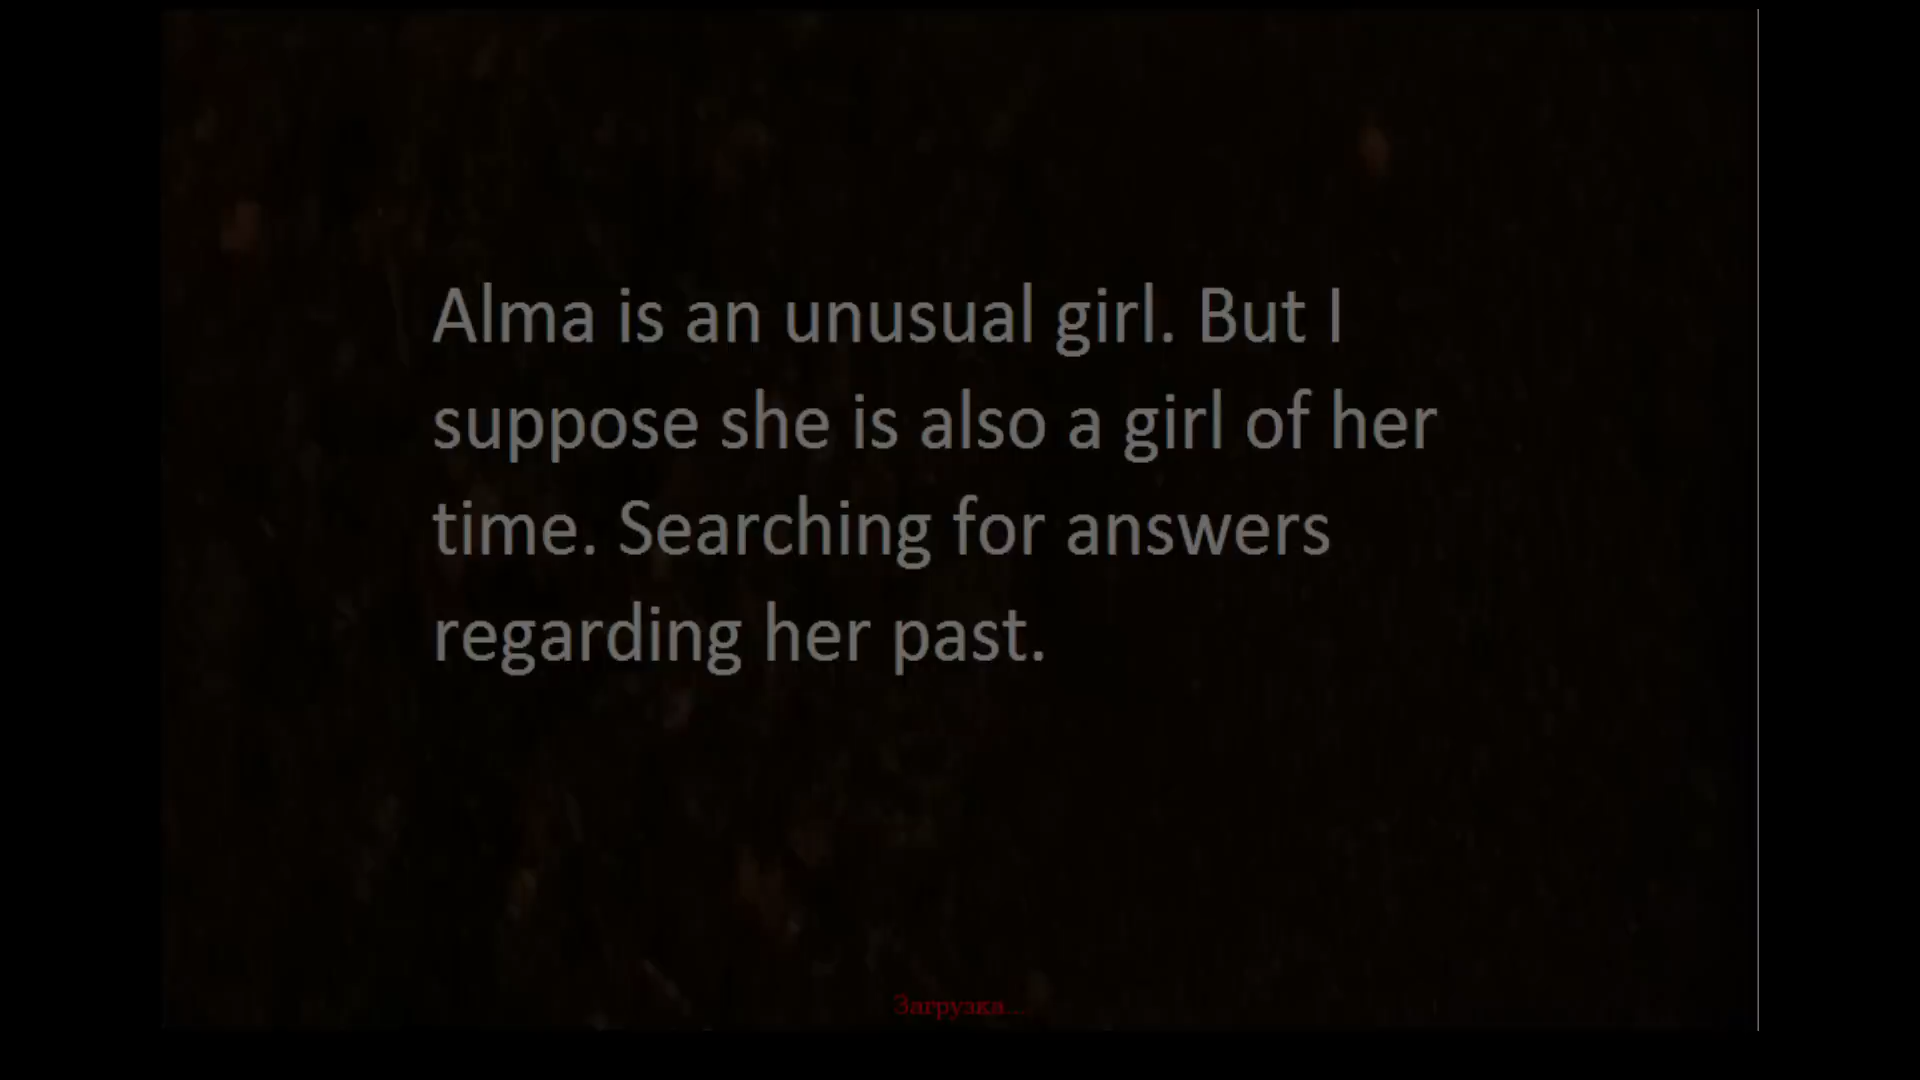 Alma is an unusual girl. But I
suppose she is also a girl of her
time. Searching for answers
regarding her past.
Загрузка...